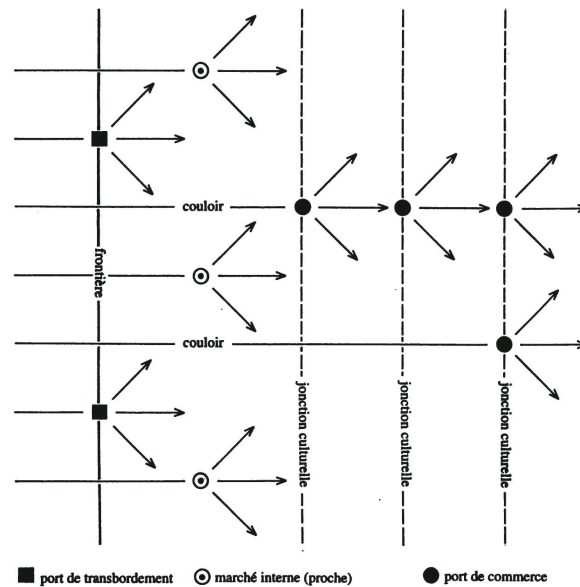 couloir
frontière
couloir
jonction culturelle
jonction culturelle
jonction culturelle
port de transbordement
marché interne (proche)
port de commerce